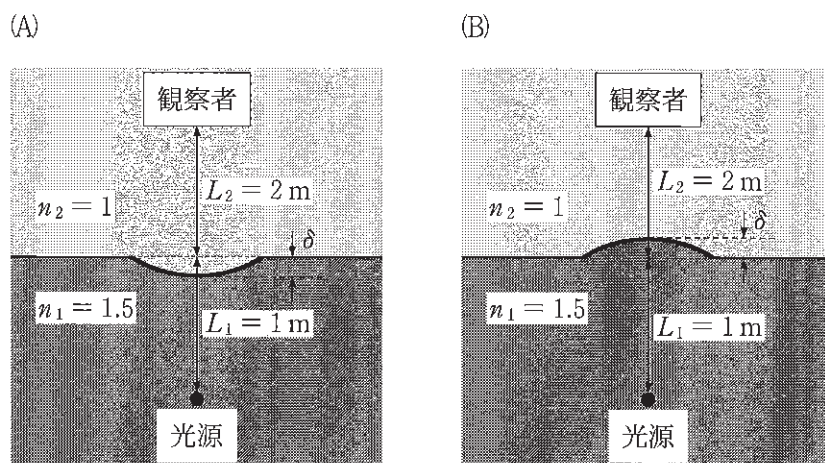 (A)
観察者
L₂ = 2 m
n₂ = 1
δ
n₁ = 1.5
L₁ = 1 m
光源
(B)
観察者
L₂ = 2 m
n₂ = 1
δ
n₁ = 1.5
L₁ = 1 m
光源